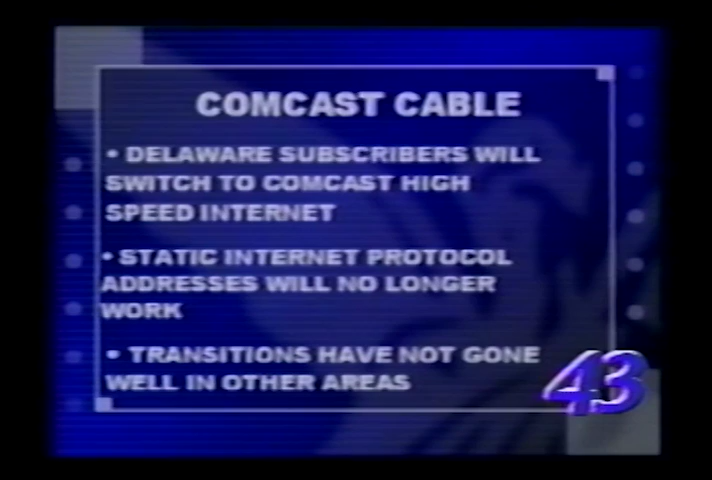 COMCAST CABLE
• DELAWARE SUBSCRIBERS WILL
SWITCH TO COMCAST HIGH
SPEED INTERNET
• STATIC INTERNET PROTOCOL
ADDRESSES WILL NO LONGER
WORK
• TRANSITIONS HAVE NOT GONE
WELL IN OTHER AREAS
43